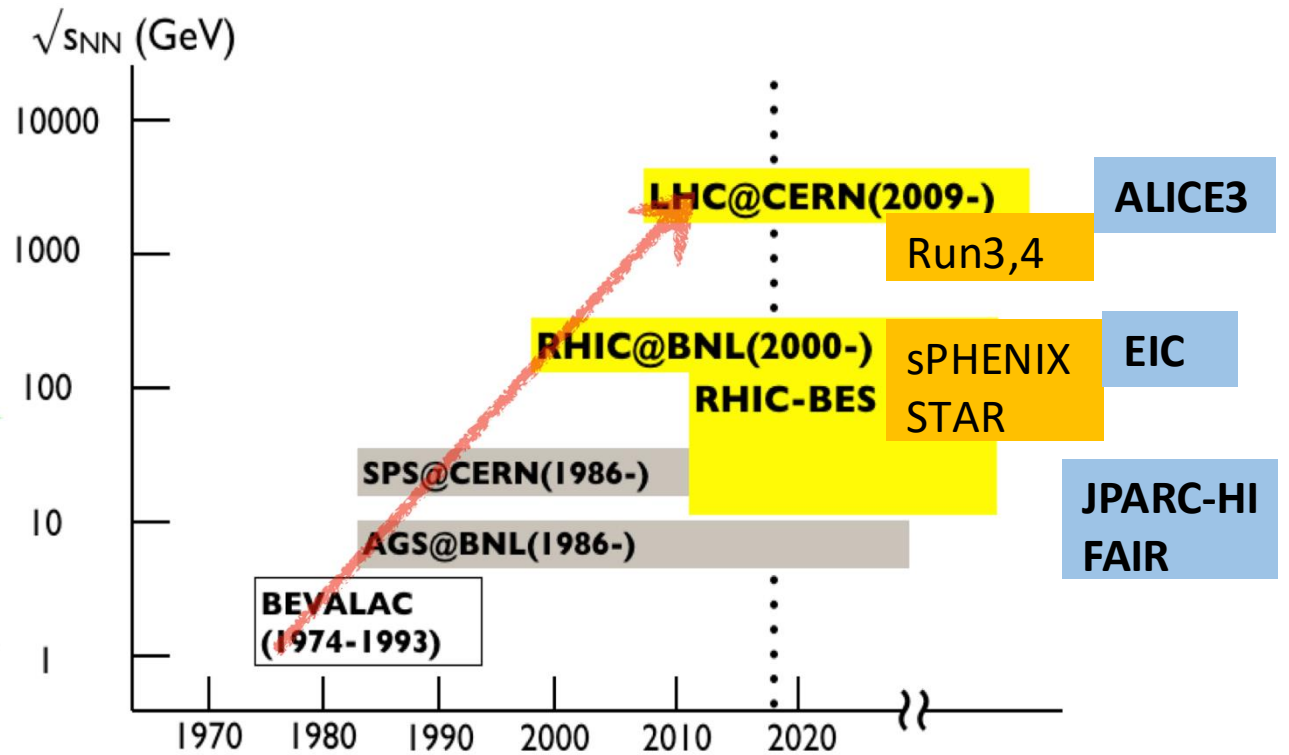 √sNN (GeV)
10000
LHC@CERN(2009-)
ALICE3
1000
Run3,4
RHIC@BNL(2000-)
sPHENIX
STAR
EIC
100
RHIC-BES
SPS@CERN(1986-)
JPARC-HI
FAIR
10
AGS@BNL(1986-)
BEVALAC
(1974-1993)
1
1970 1980 1990 2000 2010 2020